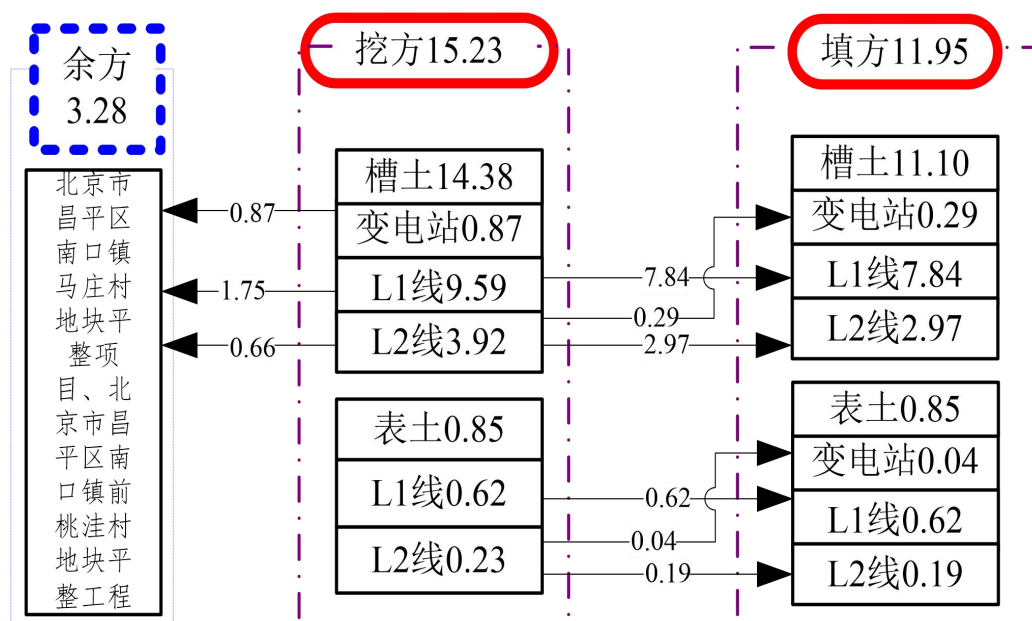 余方
3.28
北京市
昌平区
南口镇
马庄村
地块平
整项
目、北
京市昌
平区南
口镇前
桃洼村
地块平
整工程
0.87
1.75
0.66
挖方15.23
槽土14.38
变电站0.87
L1线9.59
L2线3.92
表土0.85
L1线0.62
L2线0.23
7.84
0.29
2.97
0.62
0.04
0.19
填方11.95
槽土11.10
变电站0.29
L1线7.84
L2线2.97
表土0.85
变电站0.04
L1线0.62
L2线0.19